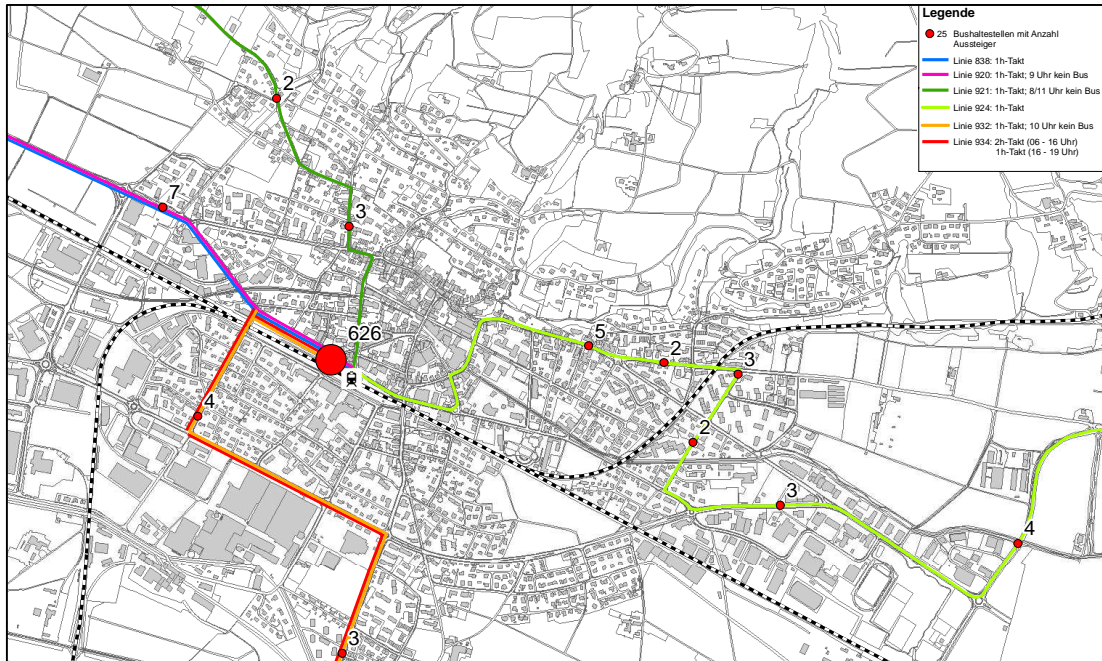 Legende
25 Bushaltestellen mit Anzahl
Aussteiger
Linie 838: 1h-Takt
Linie 920: 1h-Takt; 9 Uhr kein Bus
Linie 921: 1h-Takt; 8/11 Uhr kein Bus
Linie 924: 1h-Takt
Linie 932: 1h-Takt; 10 Uhr kein Bus
Linie 934: 2h-Takt (06 - 16 Uhr)
1h-Takt (16 - 19 Uhr)
2
7
3
626
5
2
3
4
2
3
4
3